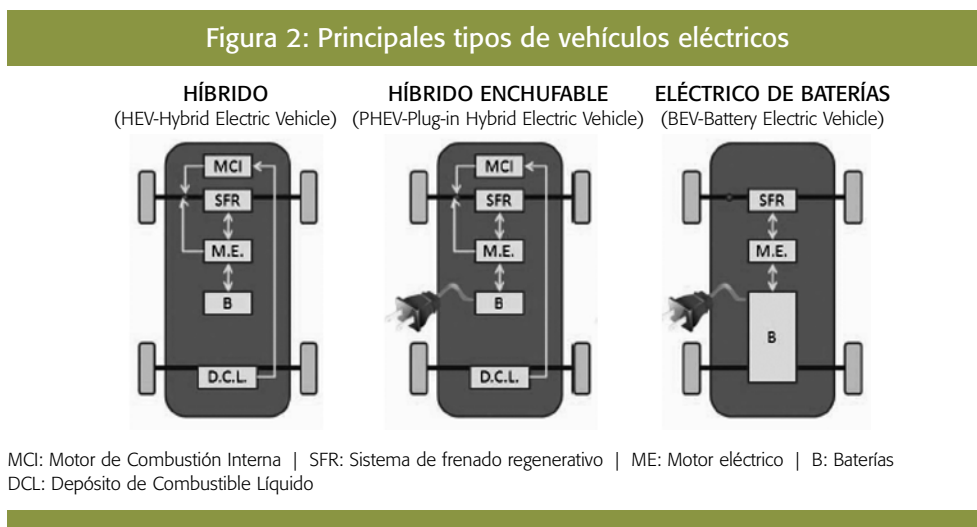 Figura 2: Principales tipos de vehículos eléctricos
HÍBRIDO
(HEV-Hybrid Electric Vehicle)
HÍBRIDO ENCHUFABLE
(PHEV-Plug-in Hybrid Electric Vehicle)
ELÉCTRICO DE BATERÍAS
(BEV-Battery Electric Vehicle)
MCI
SFR
M.E.
B
D.C.L.
MCI
SFR
M.E.
B
D.C.L.
SFR
M.E.
B
MCI: Motor de Combustión Interna | SFR: Sistema de frenado regenerativo | ME: Motor eléctrico | B: Baterías
DCL: Depósito de Combustible Líquido